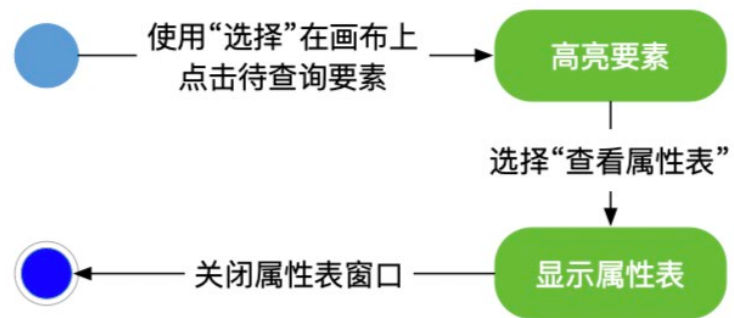 使用“选择”在画布上
点击待查询要素
高亮要素
选择“查看属性表”
显示属性表
关闭属性表窗口